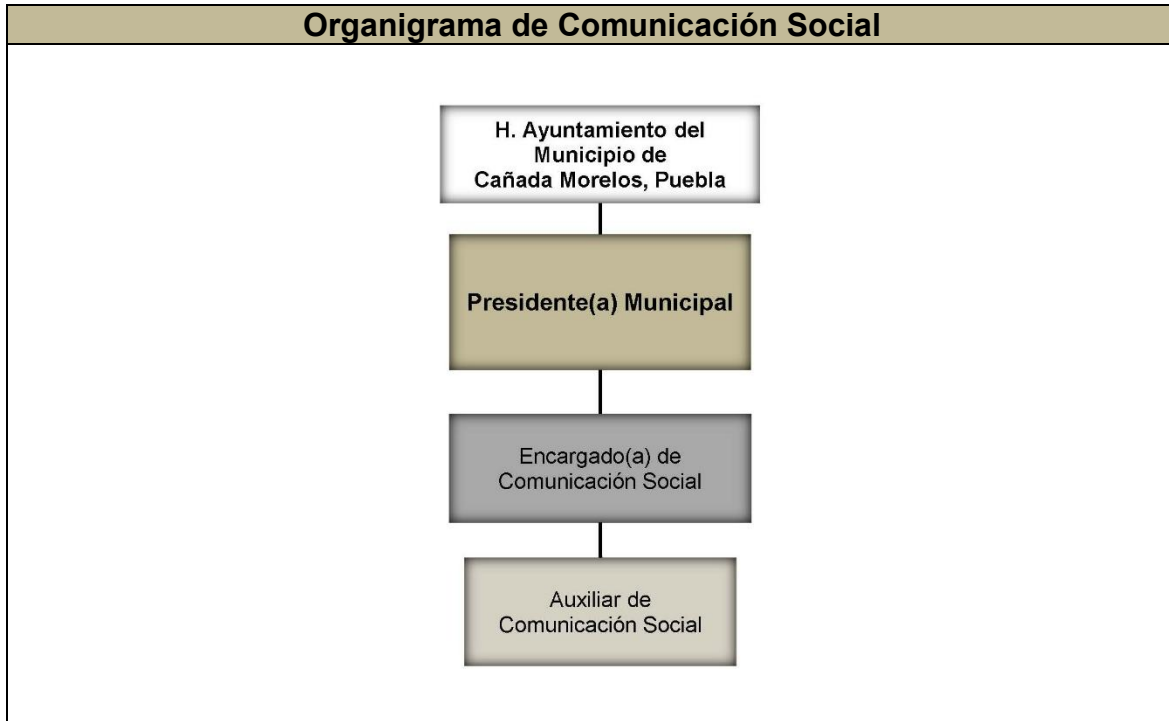 Organigrama de Comunicación Social
H. Ayuntamiento del
Municipio de
Cañada Morelos, Puebla
Presidente(a) Municipal
Encargado(a) de
Comunicación Social
Auxiliar de
Comunicación Social